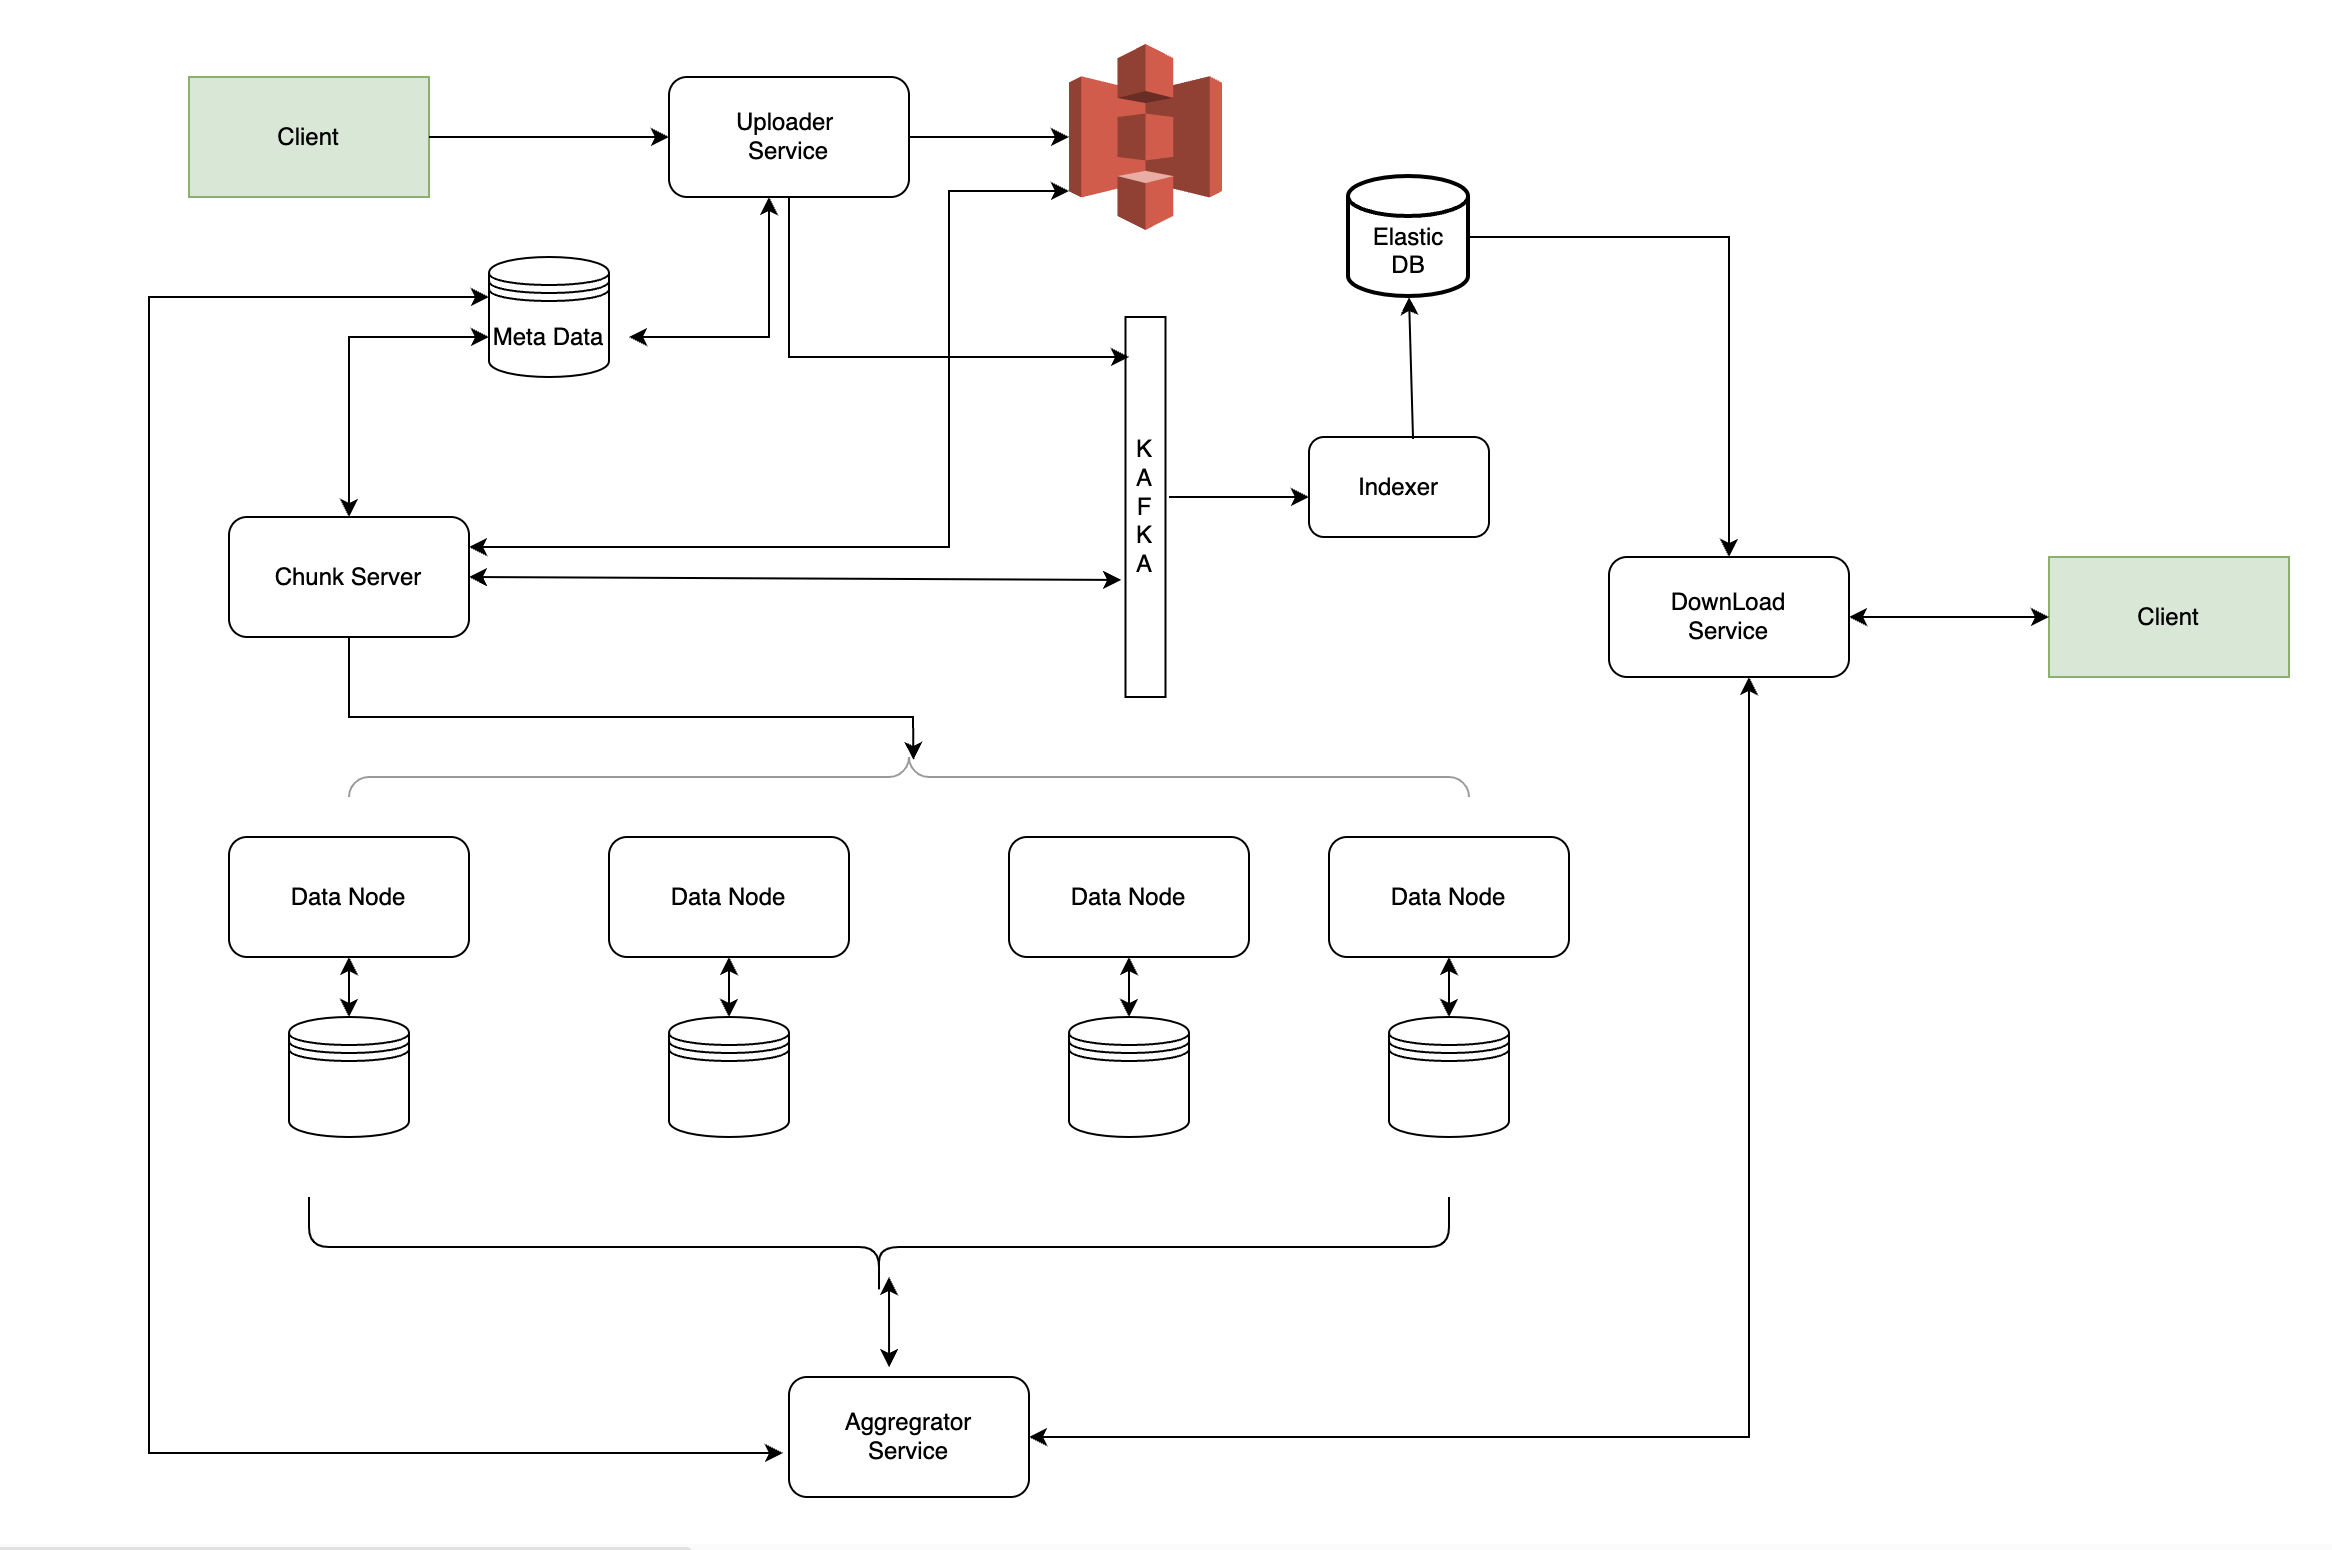 Client
Uploader
Service
Elastic
DB
Meta Data
K
A
F
K
A
Indexer
Chunk Server
DownLoad
Service
Client
Data Node
Data Node
Data Node
Data Node
Aggregrator
Service